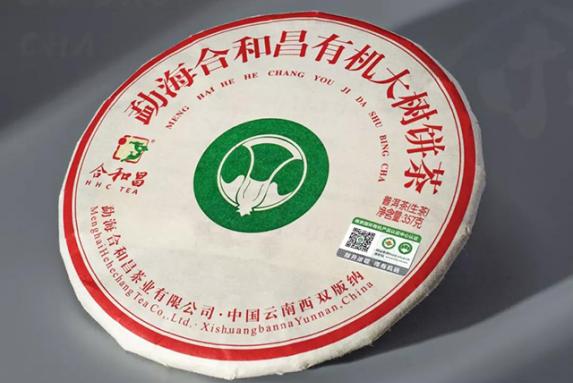 勐海合和昌有机大树饼茶
MENG HAI HE HE CHANG YOU JI DA SHU BING CHA
合和昌
HHC TEA
普洱茶(生茶)
净含量:357克
勐海合和昌茶业有限公司·中国云南西双版纳
MenghaiHehechangTeaCo.,Ltd.·XishuangbannaYunnan,China